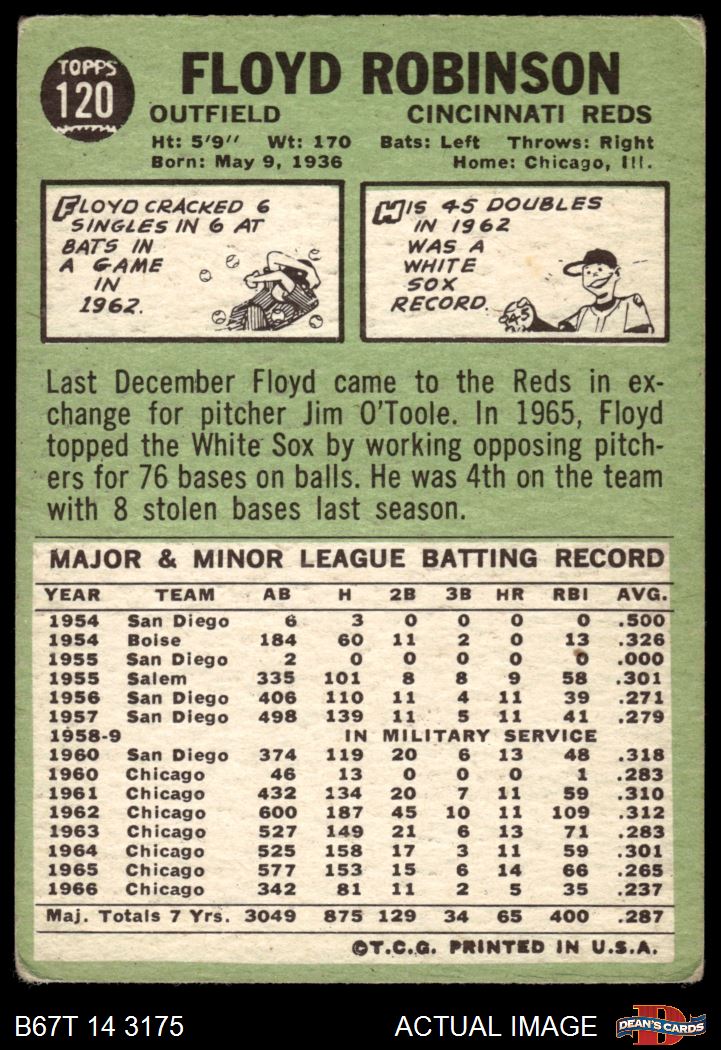 TOPPS
120
FLOYD ROBINSON
OUTFIELD CINCINNATI REDS
Ht: 5'9" Wt: 170 Bats: Left Throws: Right
Born: May 9, 1936 Home: Chicago, Ill.
FLOYD CRACKED 6
SINGLES IN 6 AT
BATS IN
A GAME
IN
1962.
HIS 45 DOUBLES
IN 1962
WAS A
WHITE
SOX
RECORD.
45
Last December Floyd came to the Reds in ex-
change for pitcher Jim O'Toole. In 1965, Floyd
topped the White Sox by working opposing pitch-
ers for 76 bases on balls. He was 4th on the team
with 8 stolen bases last season.
MAJOR & MINOR LEAGUE BATTING RECORD
YEAR TEAM AB H 2B 3B HR RBI AVG.
1954 San Diego 6 3 0 0 0 0 .500
1954 Boise 184 60 11 2 0 13 .326
1955 San Diego 2 0 0 0 0 0 .000
1955 Salem 335 101 8 8 9 58 .301
1956 San Diego 406 110 11 4 11 39 .271
1957 San Diego 498 139 11 5 11 41 .279
1958-9 IN MILITARY SERVICE
1960 San Diego 374 119 20 6 13 48 .318
1960 Chicago 46 13 0 0 0 1 .283
1961 Chicago 432 134 20 7 11 59 .310
1962 Chicago 600 187 45 10 11 109 .312
1963 Chicago 527 149 21 6 13 71 .283
1964 Chicago 525 158 17 3 11 59 .301
1965 Chicago 577 153 15 6 14 66 .265
1966 Chicago 342 81 11 2 5 35 .237
Maj. Totals 7 Yrs. 3049 875 129 34 65 400 .287
©T.C.G. PRINTED IN U.S.A.
B67T 14 3175 ACTUAL IMAGE DEAN'S CARDS